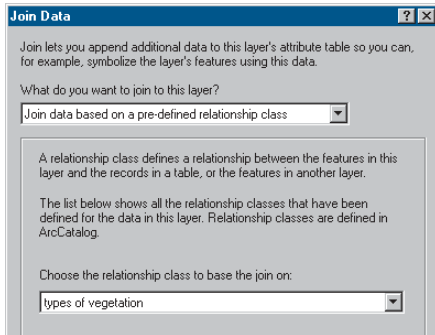 Join Data
Join lets you append additional data to this layer's attribute table so you can,
for example, symbolize the layer's features using this data.
What do you want to join to this layer?
Join data based on a pre-defined relationship class
A relationship class defines a relationship between the features in this
layer and the records in a table, or the features in another layer.
The list below shows all the relationship classes that have been
defined for the data in this layer. Relationship classes are defined in
ArcCatalog.
Choose the relationship class to base the join on:
types of vegetation